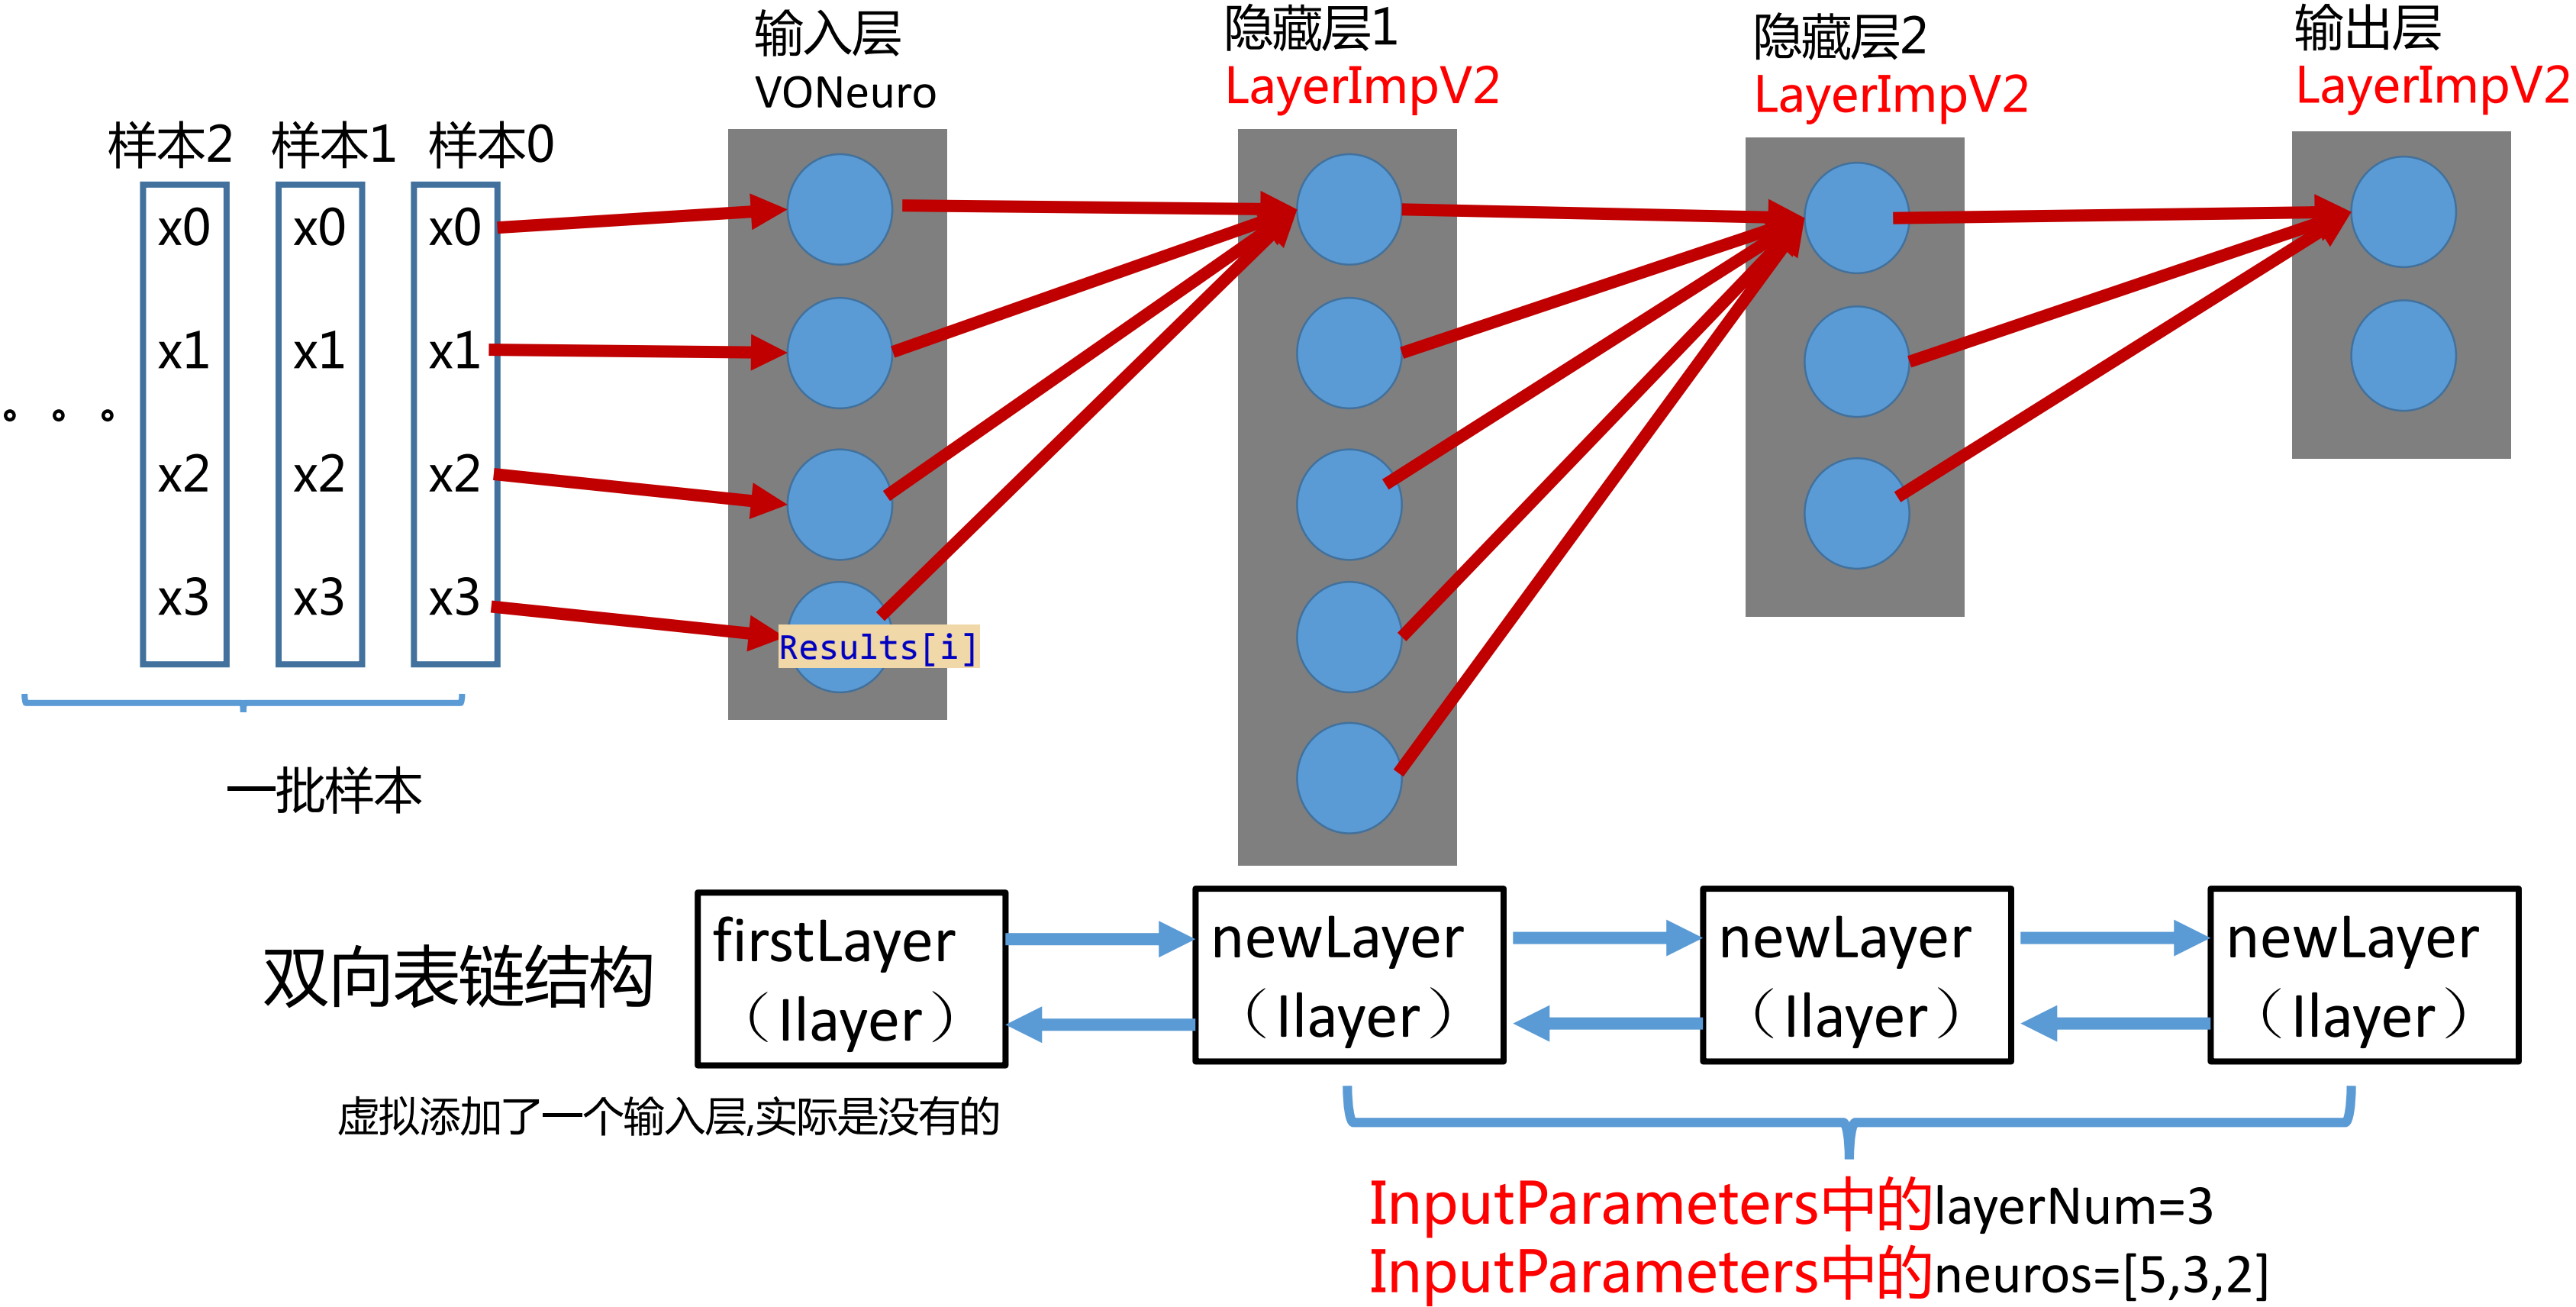 输入层
VONeuro
隐藏层1
LayerImpV2
隐藏层2
LayerImpV2
输出层
LayerImpV2
样本2 样本1 样本0
x0 x0 x0
x1 x1 x1
。。。
x2 x2 x2
x3 x3 x3
Results[i]
一批样本
双向表链结构
firstLayer
（Ilayer）
newLayer
（Ilayer）
newLayer
（Ilayer）
newLayer
（Ilayer）
虚拟添加了一个输入层,实际是没有的
InputParameters中的layerNum=3
InputParameters中的neuros=[5,3,2]